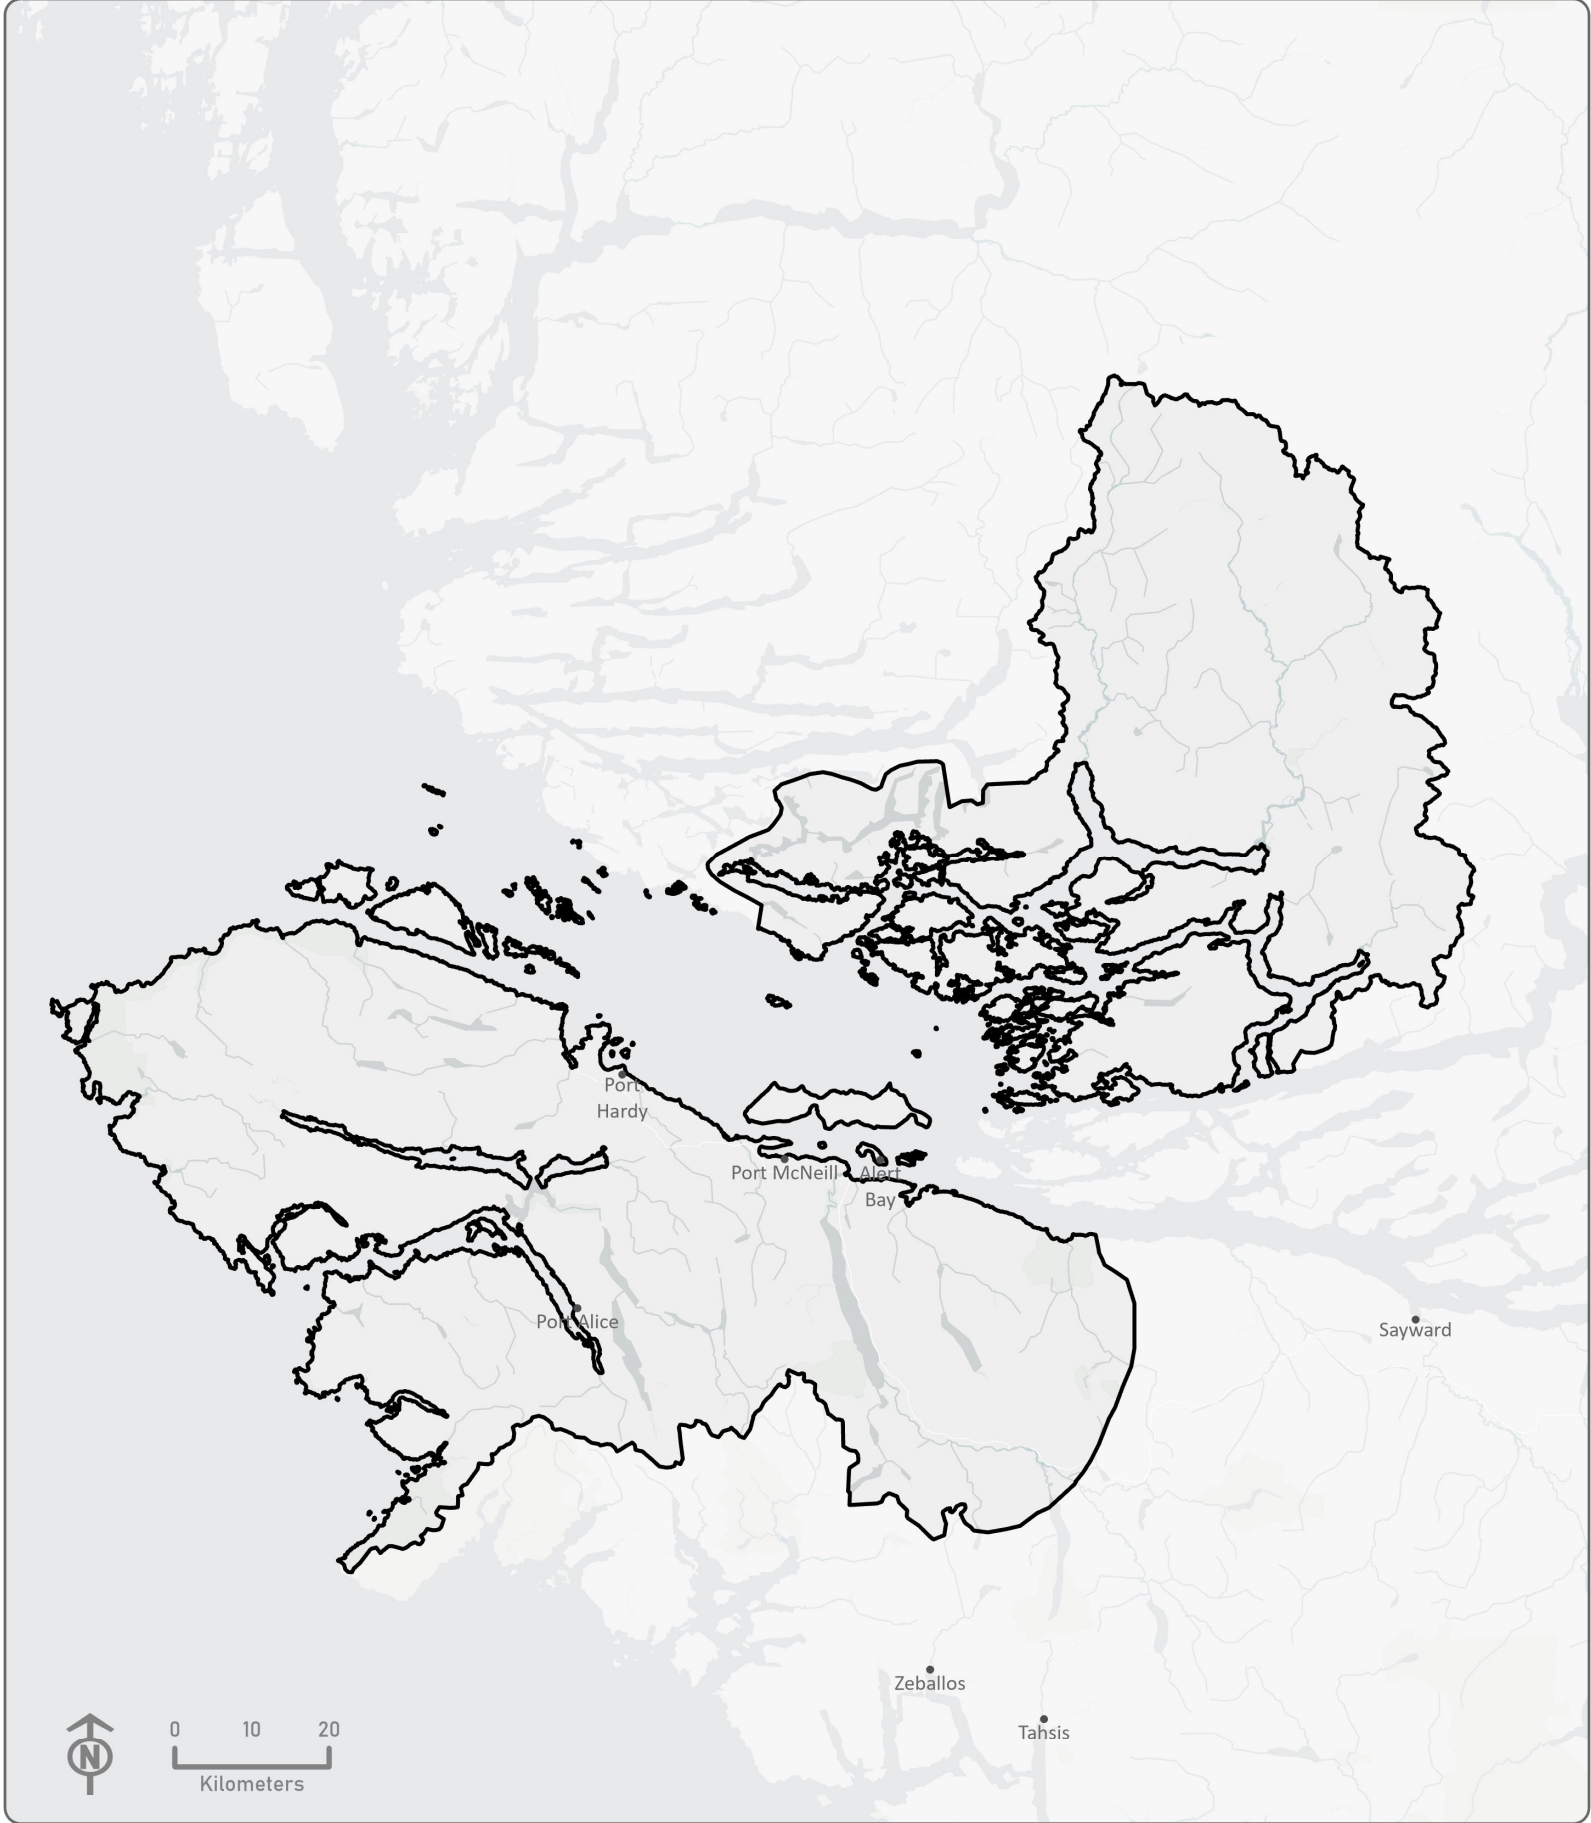 Port
Hardy
Port McNeill
Alert
Bay
Port Alice
Sayward
Zeballos
Tahsis
N
0 10 20
Kilometers